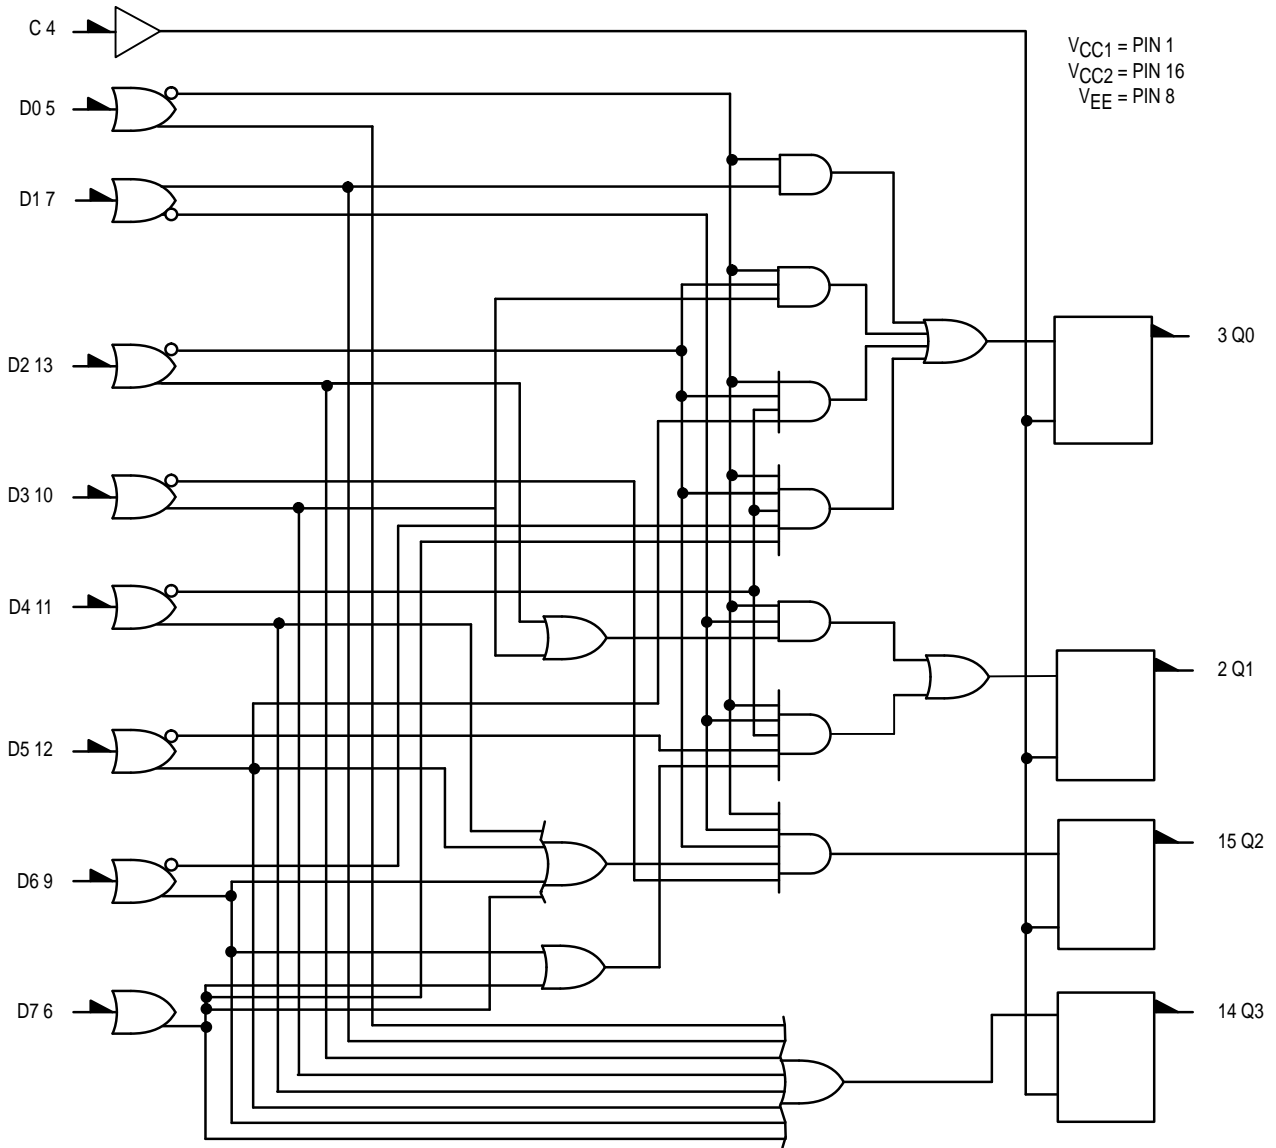 C 4
VCC1 = PIN 1
VCC2 = PIN 16
VEE = PIN 8
D0 5
D1 7
D2 13
3 Q0
D3 10
D4 11
2 Q1
D5 12
15 Q2
D6 9
D7 6
14 Q3